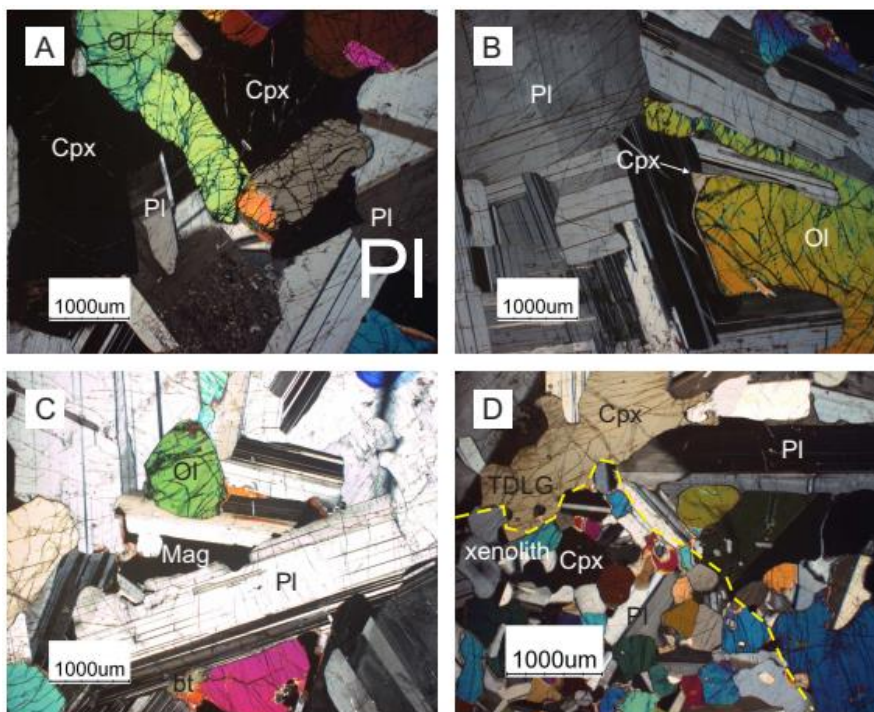 A
Ol
Cpx
Cpx
Pl
Pl
Pl
1000um
B
Pl
Cpx
Ol
1000um
C
Ol
Mag
Pl
1000um
bt
D
Cpx
Pl
TDLG
xenolith
Cpx
Pl
1000um